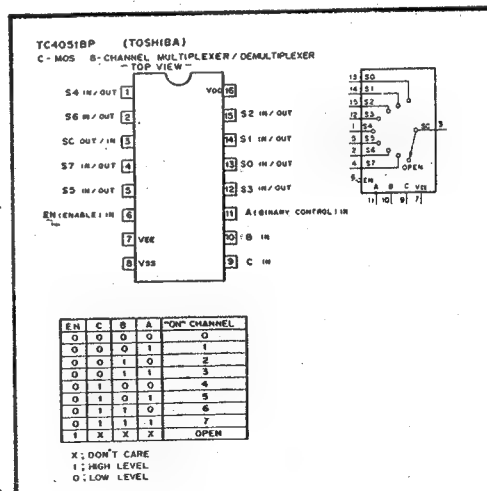 TC4051BP (TOSHIBA)
C-MOS 8-CHANNEL MULTIPLEXER/DEMULTIPLEXER
-TOP VIEW-
S4 IN/OUT 1
S6 IN/OUT 2
SC OUT/IN 3
S7 IN/OUT 4
S5 IN/OUT 5
EN(ENABLE) IN 6
7 VEE
8 VSS
VDD 16
15 S2 IN/OUT
14 S1 IN/OUT
13 S0 IN/OUT
12 S3 IN/OUT
11 A(BINARY CONTROL) IN
10 B IN
9 C IN
13 S0
14 S1
15 S2
12 S3
1 S4
5 S5
2 S6
4 S7
6 EN
OPEN
SC 3
A B C VEE
11 10 9 7
EN C B A "ON" CHANNEL
0 0 0 0 0
0 0 0 1 1
0 0 1 0 2
0 0 1 1 3
0 1 0 0 4
0 1 0 1 5
0 1 1 0 6
0 1 1 1 7
1 X X X OPEN
X; DON'T CARE
1; HIGH LEVEL
0; LOW LEVEL